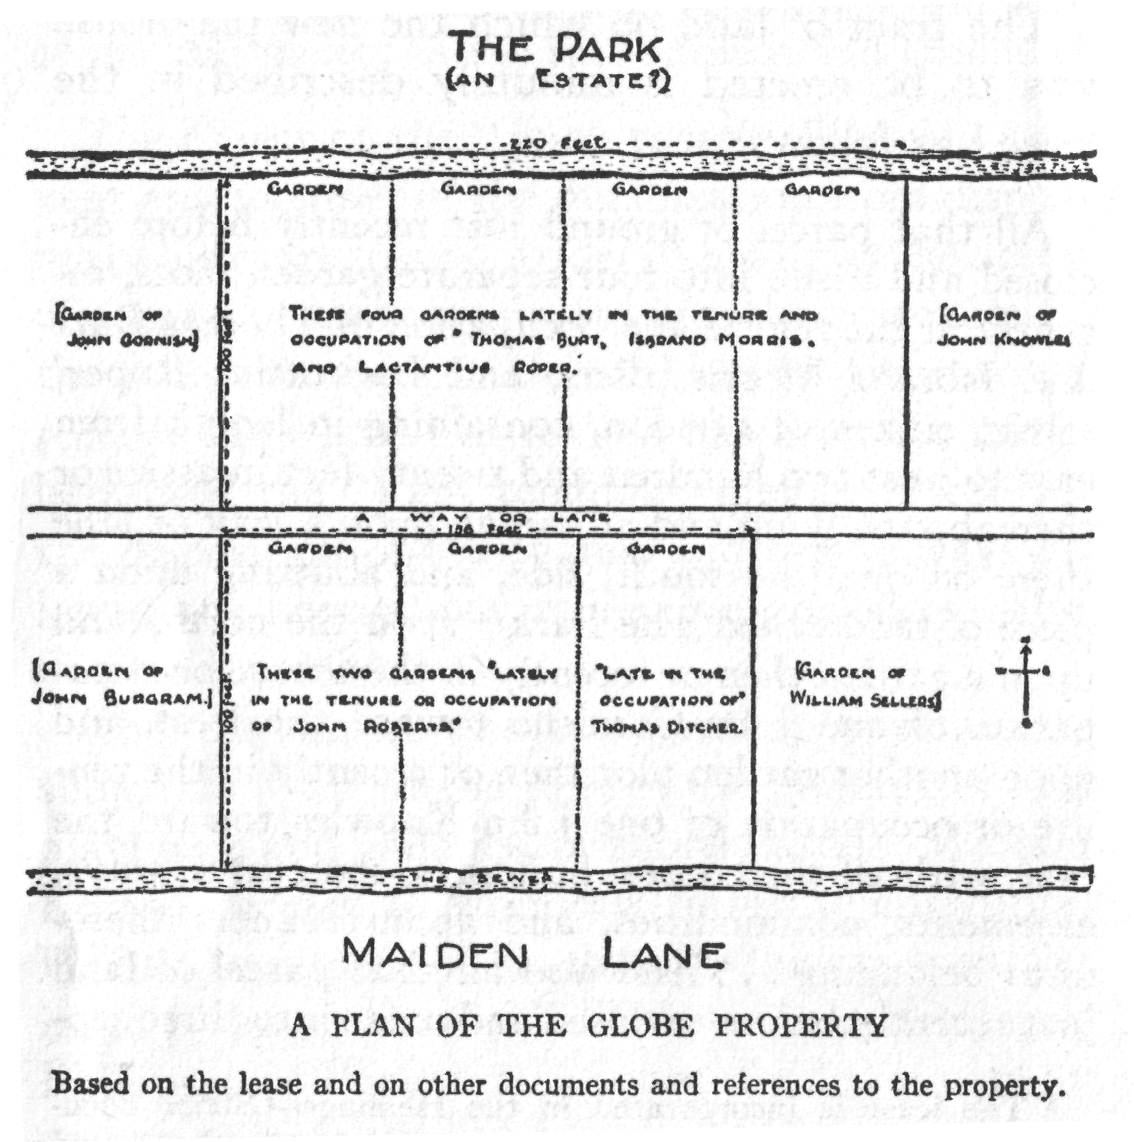 THE PARK
(AN ESTATE?)
220 Feet
GARDEN GARDEN GARDEN GARDEN
[GARDEN OF
JOHN CORNISH]
100 Feet
THESE FOUR GARDENS LATELY IN THE TENURE AND
OCCUPATION OF "THOMAS BURT, ISBRAND MORRIS,
AND LACTANTIUS ROPER.
[GARDEN OF
JOHN KNOWLES
A WAY OR LANE
156 Feet
GARDEN GARDEN GARDEN
[GARDEN OF
JOHN BURGRAM.]
100 Feet
THESE TWO GARDENS "LATELY
IN THE TENURE OR OCCUPATION
OF JOHN ROBERTS"
"LATE IN THE
OCCUPATION OF"
THOMAS DITCHER.
[GARDEN OF
WILLIAM SELLERS]
THE SEWER
MAIDEN LANE
A PLAN OF THE GLOBE PROPERTY
Based on the lease and on other documents and references to the property.